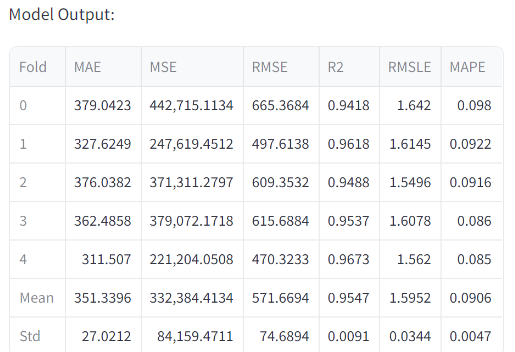 Model Output:
Fold MAE MSE RMSE R2 RMSLE MAPE
0 379.0423 442,715.1134 665.3684 0.9418 1.642 0.098
1 327.6249 247,619.4512 497.6138 0.9618 1.6145 0.0922
2 376.0382 371,311.2797 609.3532 0.9488 1.5496 0.0916
3 362.4858 379,072.1718 615.6884 0.9537 1.6078 0.086
4 311.507 221,204.0508 470.3233 0.9673 1.562 0.085
Mean 351.3396 332,384.4134 571.6694 0.9547 1.5952 0.0906
Std 27.0212 84,159.4711 74.6894 0.0091 0.0344 0.0047